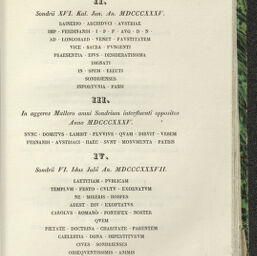 II.
Sondrii XVI. Kal. Jan. An. MDCCCXXXV.
RAINERIO · ARCHIDVCI · AVSTRIAE
IMP · FERDINANDI · I · P · F · AVG · D · N ·
AD · LONGOBARD · VENET · FAVSTITATEM
VICE · SACRA · FVNGENTI
PRAESENTIA · EIVS · DESIDERATISSIMA
DIGNATI
IN · SPEM · ERECTI
SONDRIENSES
INPORTVNIA · PARIS
III.
In aggeres Mallero amni Sondrium interfluenti oppositos
Anno MDCCCXXXV.
NVNC · DOMITVS · LAMBIT · FLVVIVS · QVAM · DIRVIT · VRBEM
FERNANDI · AVSTRIACI · HAEC · SVNT · MONVMENTA · PATRIS
IV.
Sondrii VI. Idus Julii An. MDCCCXXXVII.
LAETITIAM · PVBLICAM
TEMPLVM · FESTO · CVLTV · EXORNATVM
NE · MIRERIS · HOSPES
ADEST · DIV · EXOPTATVS
CAROLVS · ROMANO · PONTIFEX · NOSTER
QVEM
PIETATE · DOCTRINA · CHARITATE · PARENTEM
CAELESTIA · DONA · IMPERTITVRVM
CIVES · SONDRIENSES
OBSEQVENTISSIMIS · ANIMIS